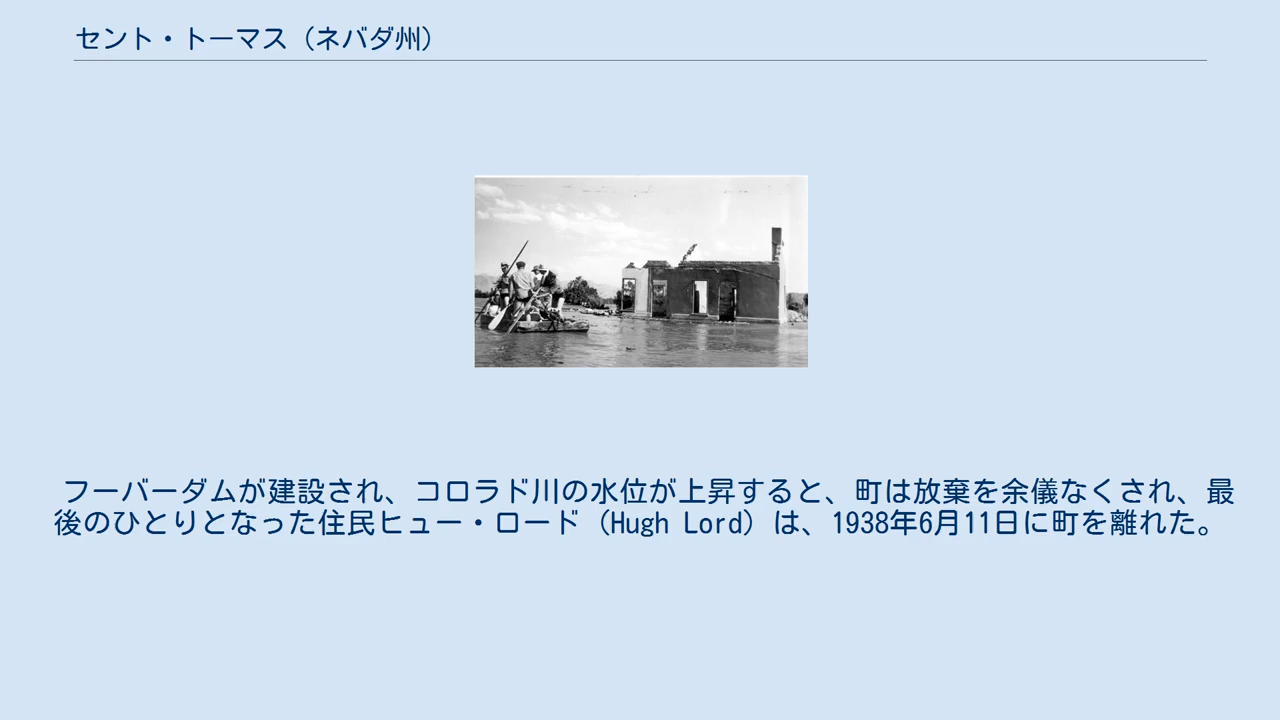 セント・トーマス（ネバダ州）
フーバーダムが建設され、コロラド川の水位が上昇すると、町は放棄を余儀なくされ、最
後のひとりとなった住民ヒュー・ロード（Hugh Lord）は、1938年6月11日に町を離れた。